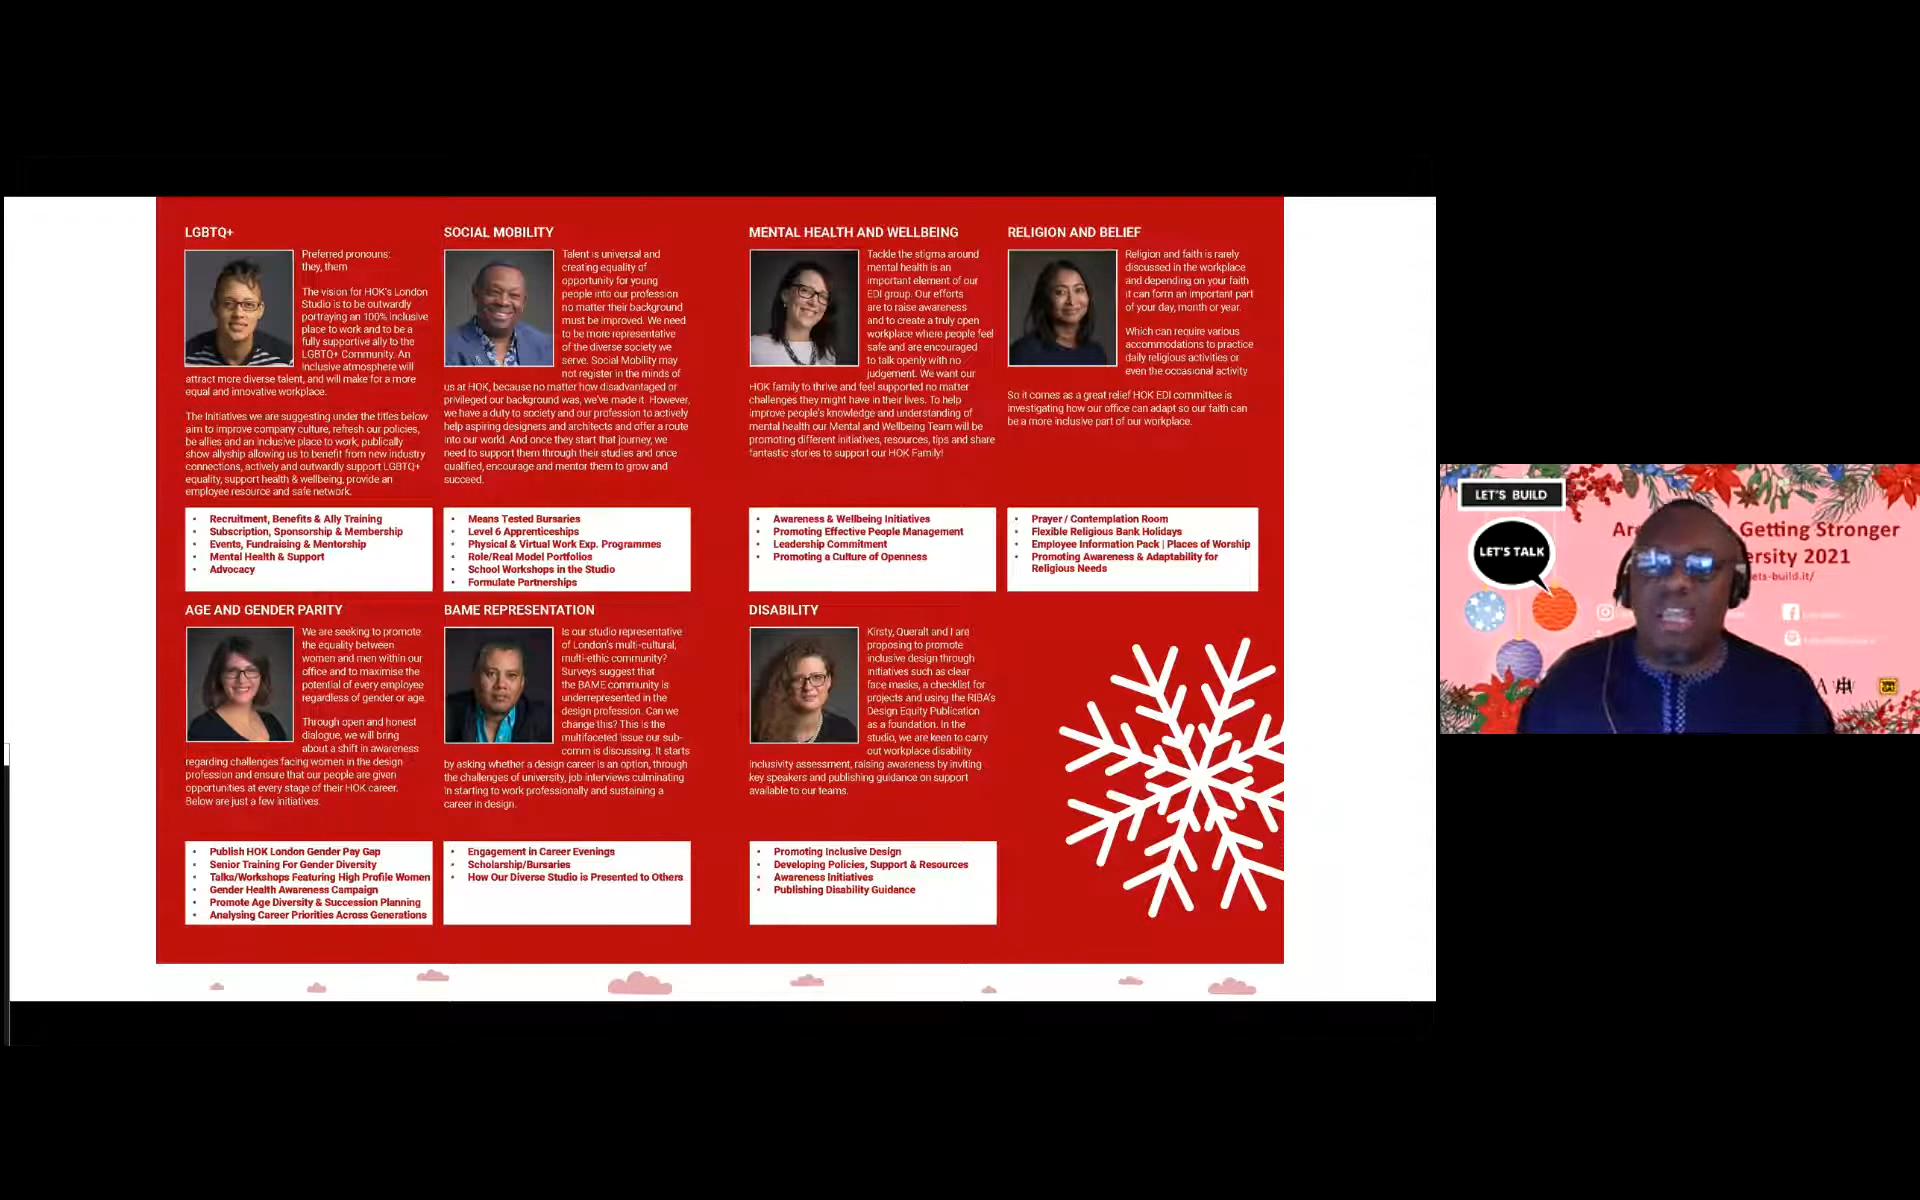 LGBTQ+
Preferred pronouns:
they, them
The vision for HOK's London
Studio is to be outwardly
portraying an 100% inclusive
place to work and to be a
fully supportive ally to the
LGBTQ+ Community. An
inclusive atmosphere will
attract more diverse talent, and will make for a more
equal and innovative workplace.
The Initiatives we are suggesting under the titles below
aim to improve company culture, refresh our policies,
be allies and an inclusive place to work, publically
show allyship allowing us to benefit from new industry
connections, actively and outwardly support LGBTQ+
equality, support health & wellbeing, provide an
employee resource and safe network.
• Recruitment, Benefits & Ally Training
• Subscription, Sponsorship & Membership
• Events, Fundraising & Mentorship
• Mental Health & Support
• Advocacy
SOCIAL MOBILITY
Talent is universal and
creating equality of
opportunity for young
people into our profession
no matter their background
must be improved. We need
to be more representative
of the diverse society we
serve. Social Mobility may
not register in the minds of
us at HOK, because no matter how disadvantaged or
privileged our background was, we've made it. However,
we have a duty to society and our profession to actively
help aspiring designers and architects and offer a route
into our world. And once they start that journey, we
need to support them through their studies and once
qualified, encourage and mentor them to grow and
succeed.
• Means Tested Bursaries
• Level 6 Apprenticeships
• Physical & Virtual Work Exp. Programmes
• Role/Real Model Portfolios
• School Workshops in the Studio
• Formulate Partnerships
MENTAL HEALTH AND WELLBEING
Tackle the stigma around
mental health is an
important element of our
EDI group. Our efforts
are to raise awareness
and to create a truly open
workplace where people feel
safe and are encouraged
to talk openly with no
judgement. We want our
HOK family to thrive and feel supported no matter
challenges they might have in their lives. To help
improve people's knowledge and understanding of
mental health our Mental and Wellbeing Team will be
promoting different initiatives, resources, tips and share
fantastic stories to support our HOK Family!
• Awareness & Wellbeing Initiatives
• Promoting Effective People Management
• Leadership Commitment
• Promoting a Culture of Openness
RELIGION AND BELIEF
Religion and faith is rarely
discussed in the workplace
and depending on your faith
it can form an important part
of your day, month or year.
Which can require various
accommodations to practice
daily religious activities or
even the occasional activity
So it comes as a great relief HOK EDI committee is
investigating how our office can adapt so our faith can
be a more inclusive part of our workplace.
• Prayer / Contemplation Room
• Flexible Religious Bank Holidays
• Employee Information Pack | Places of Worship
• Promoting Awareness & Adaptability for
Religious Needs
AGE AND GENDER PARITY
We are seeking to promote
the equality between
women and men within our
office and to maximise the
potential of every employee
regardless of gender or age.
Through open and honest
dialogue, we will bring
about a shift in awareness
regarding challenges facing women in the design
profession and ensure that our people are given
opportunities at every stage of their HOK career.
Below are just a few initiatives.
• Publish HOK London Gender Pay Gap
• Senior Training For Gender Diversity
• Talks/Workshops Featuring High Profile Women
• Gender Health Awareness Campaign
• Promote Age Diversity & Succession Planning
• Analysing Career Priorities Across Generations
BAME REPRESENTATION
Is our studio representative
of London's multi-cultural,
multi-ethic community?
Surveys suggest that
the BAME community is
underrepresented in the
design profession. Can we
change this? This is the
multifaceted issue our sub-
comm is discussing. It starts
by asking whether a design career is an option, through
the challenges of university, job interviews culminating
in starting to work professionally and sustaining a
career in design.
• Engagement in Career Evenings
• Scholarship/Bursaries
• How Our Diverse Studio is Presented to Others
DISABILITY
Kirsty, Queralt and I are
proposing to promote
inclusive design through
initiatives such as clear
face masks, a checklist for
projects and using the RIBA's
Design Equity Publication
as a foundation. In the
studio, we are keen to carry
out workplace disability
inclusivity assessment, raising awareness by inviting
key speakers and publishing guidance on support
available to our teams.
• Promoting Inclusive Design
• Developing Policies, Support & Resources
• Awareness Initiatives
• Publishing Disability Guidance
LET'S BUILD
LET'S TALK
Getting Stronger
2021